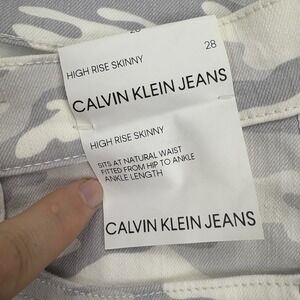 28
HIGH RISE SKINNY
CALVIN KLEIN JEANS
HIGH RISE SKINNY
SITS AT NATURAL WAIST
FITTED FROM HIP TO ANKLE
ANKLE LENGTH
CALVIN KLEIN JEANS